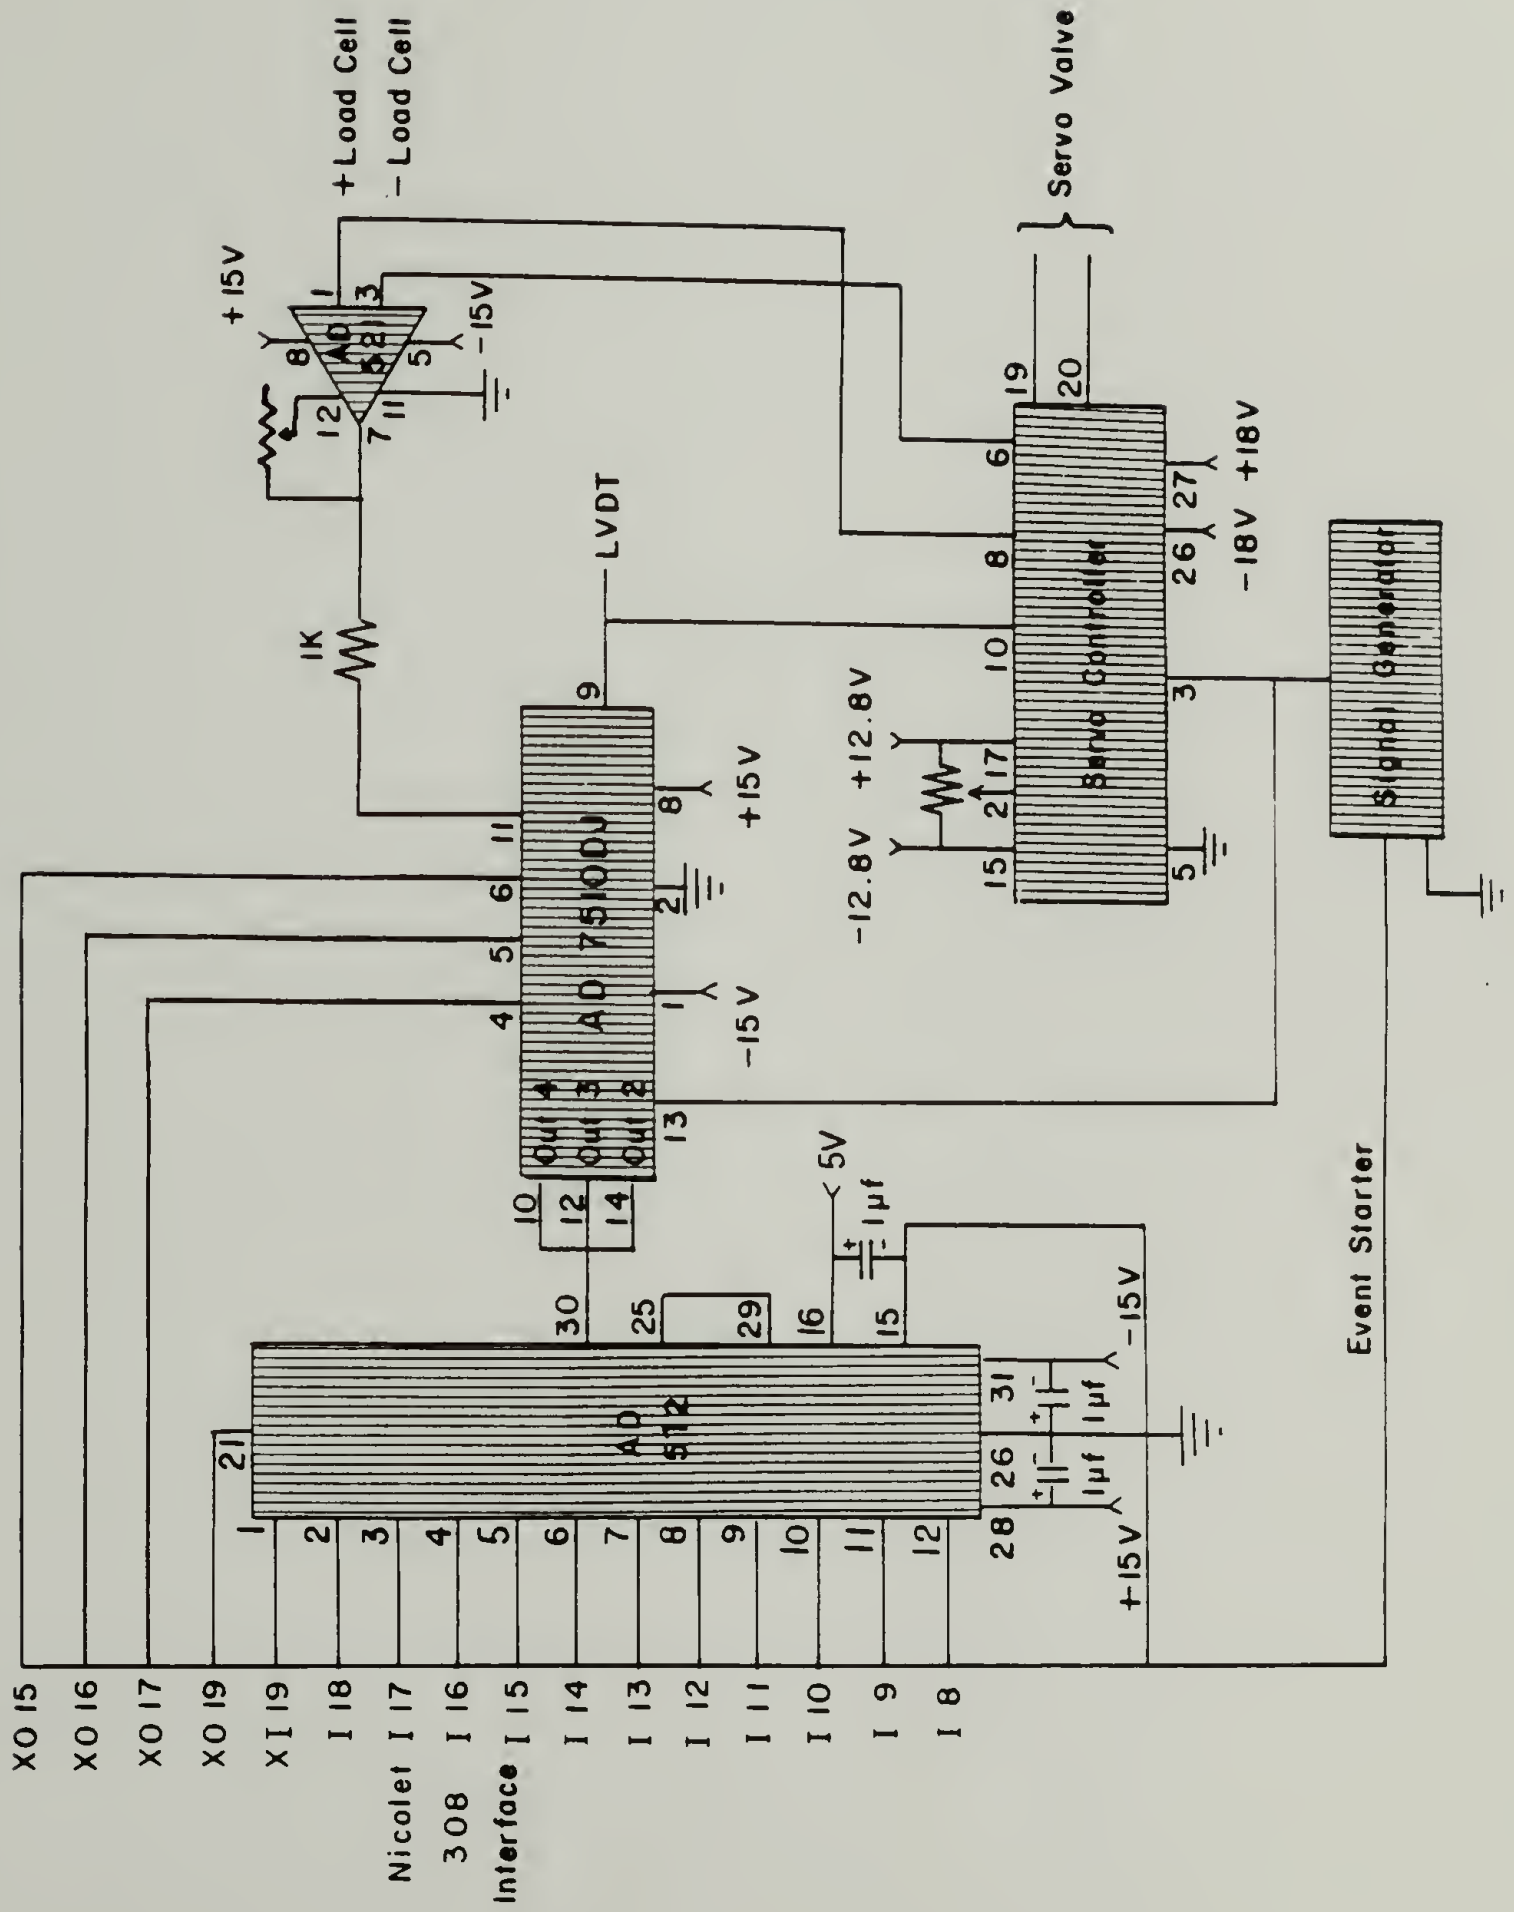 XO 15
XO 16
XO 17
XO 19
XI 19
I 18
Nicolet I 17
308 I 16
Interface I 15
I 14
I 13
I 12
I 11
I 10
I 9
I 8
21
1
2
3
4
5
6
7
8
9
10
11
12
AD
572
30
25
29
16
15
28
26
31
+15V
-15V
1µf
1µf
+
-
+
5V
+
-
1µf
10
12
14
Out 4
Out 3
Out 2
AD 7510DJ
4
5
6
11
9
13
1
2
8
-15V
+15V
LVDT
1K
+15V
8
12
7
11
5
1
3
AD
521
-15V
+Load Cell
- Load Cell
-12.8V
+12.8V
15
21
17
10
8
6
19
20
Servo Controller
5
3
26
27
-18V
+18V
Servo Valve
Signal Generator
Event Starter